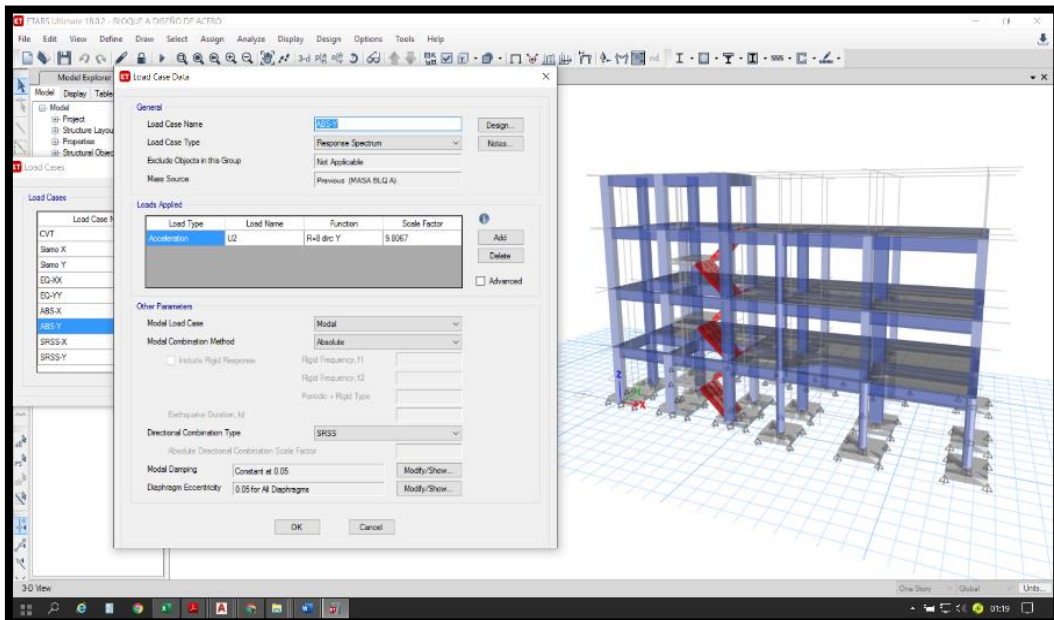 ETABS Ultimate 18.0.2 - BLOQUE A DISEÑO DE ACERO
File Edit View Define Draw Select Assign Analyze Display Design Options Tools Help
3-d
nd
Model Explorer
Model Display Table
Model
Project
Structure Layou
Properties
Structural Objec
Load Cases
Load Cases
Load Case N
CVT
Sismo X
Sismo Y
EQ-XX
EQ-YY
ABS-X
ABS-Y
SRSS-X
SRSS-Y
Load Case Data
General
Load Case Name ABS-Y Design...
Load Case Type Response Spectrum Notes...
Exclude Objects in this Group Not Applicable
Mass Source Previous (MASA BLQ A)
Loads Applied
Load Type Load Name Function Scale Factor
Acceleration U2 R=8 dirc Y 9.8067
Add
Delete
Advanced
Other Parameters
Modal Load Case Modal
Modal Combination Method Absolute
Include Rigid Response Rigid Frequency, f1
Rigid Frequency, f2
Periodic + Rigid Type
Earthquake Duration, td
Directional Combination Type SRSS
Absolute Directional Combination Scale Factor
Modal Damping Constant at 0.05 Modify/Show...
Diaphragm Eccentricity 0.05 for All Diaphragms Modify/Show...
OK Cancel
Z
X
3-D View One Story Global Units...
01:19